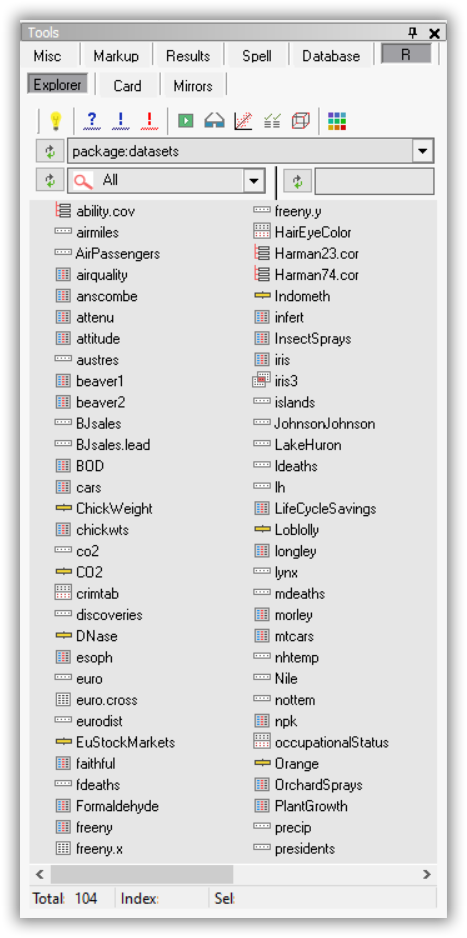 Tools
Misc Markup Results Spell Database R
Explorer Card Mirrors
? ! !
package:datasets
All
ability.cov
airmiles
AirPassengers
airquality
anscombe
attenu
attitude
austres
beaver1
beaver2
BJsales
BJsales.lead
BOD
cars
ChickWeight
chickwts
co2
CO2
crimtab
discoveries
DNase
esoph
euro
euro.cross
eurodist
EuStockMarkets
faithful
fdeaths
Formaldehyde
freeny
freeny.x
freeny.y
HairEyeColor
Harman23.cor
Harman74.cor
Indometh
infert
InsectSprays
iris
iris3
islands
JohnsonJohnson
LakeHuron
ldeaths
lh
LifeCycleSavings
Loblolly
longley
lynx
mdeaths
morley
mtcars
nhtemp
Nile
nottem
npk
occupationalStatus
Orange
OrchardSprays
PlantGrowth
precip
presidents
Total: 104 Index: Sel: